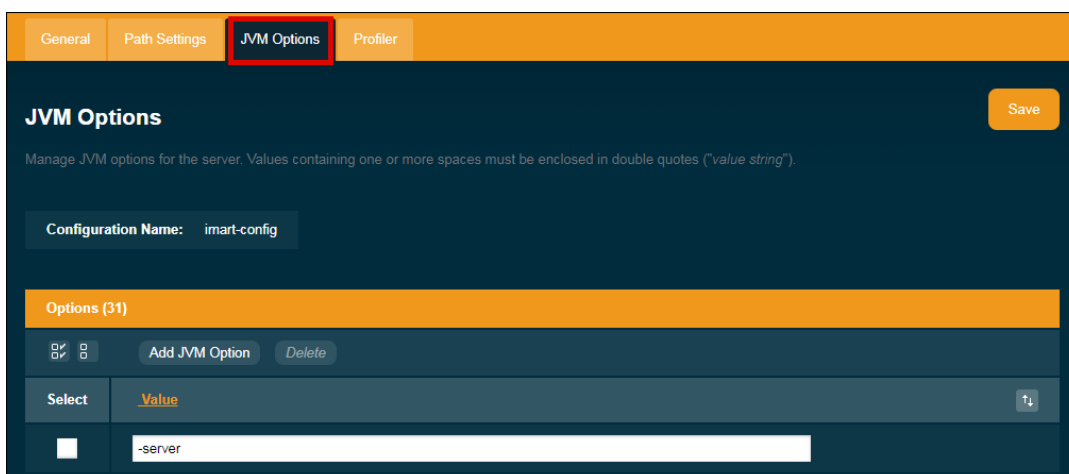 General Path Settings JVM Options Profiler
JVM Options
Save
Manage JVM options for the server. Values containing one or more spaces must be enclosed in double quotes ("value string").
Configuration Name: imart-config
Options (31)
Add JVM Option Delete
Select Value
-server